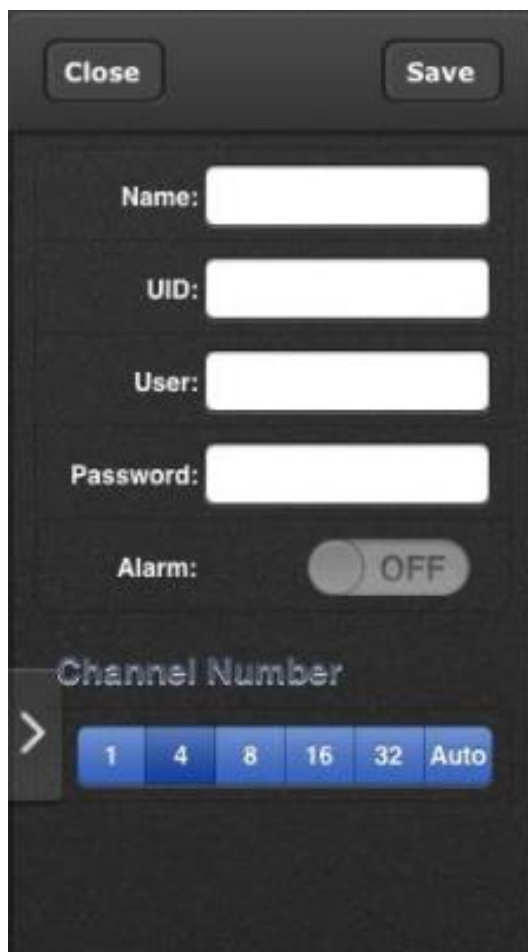 Close Save
Name:
UID:
User:
Password:
Alarm: OFF
Channel Number
1 4 8 16 32 Auto